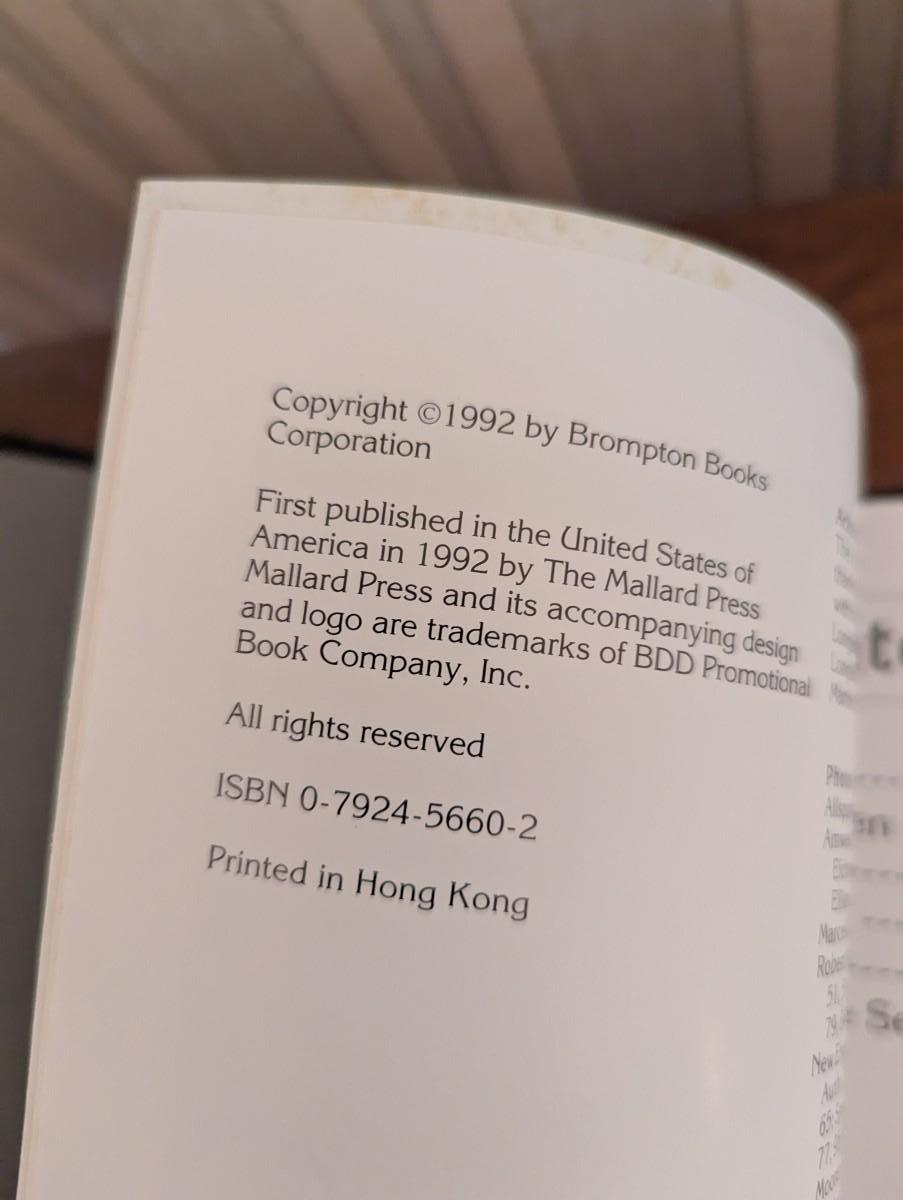 Copyright ©1992 by Brompton Books
Corporation
First published in the United States of
America in 1992 by The Mallard Press
Mallard Press and its accompanying design
and logo are trademarks of BDD Promotional
Book Company, Inc.
All rights reserved
ISBN 0-7924-5660-2
Printed in Hong Kong